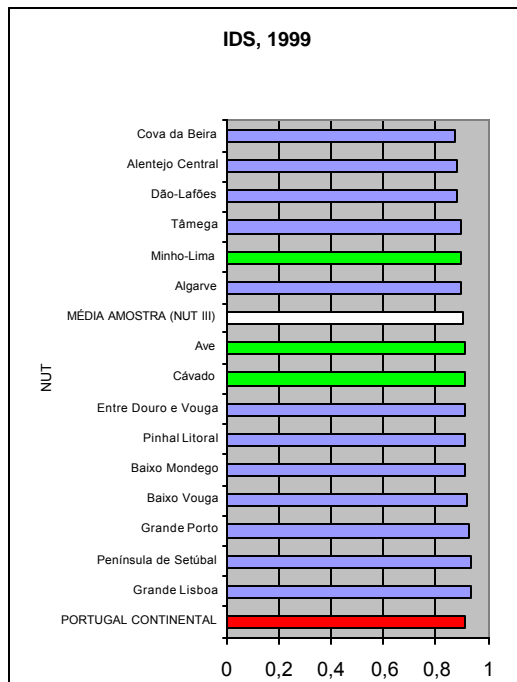 IDS, 1999
NUT
Cova da Beira
Alentejo Central
Dão-Lafões
Tâmega
Minho-Lima
Algarve
MÉDIA AMOSTRA (NUT III)
Ave
Cávado
Entre Douro e Vouga
Pinhal Litoral
Baixo Mondego
Baixo Vouga
Grande Porto
Península de Setúbal
Grande Lisboa
PORTUGAL CONTINENTAL
0 0,2 0,4 0,6 0,8 1